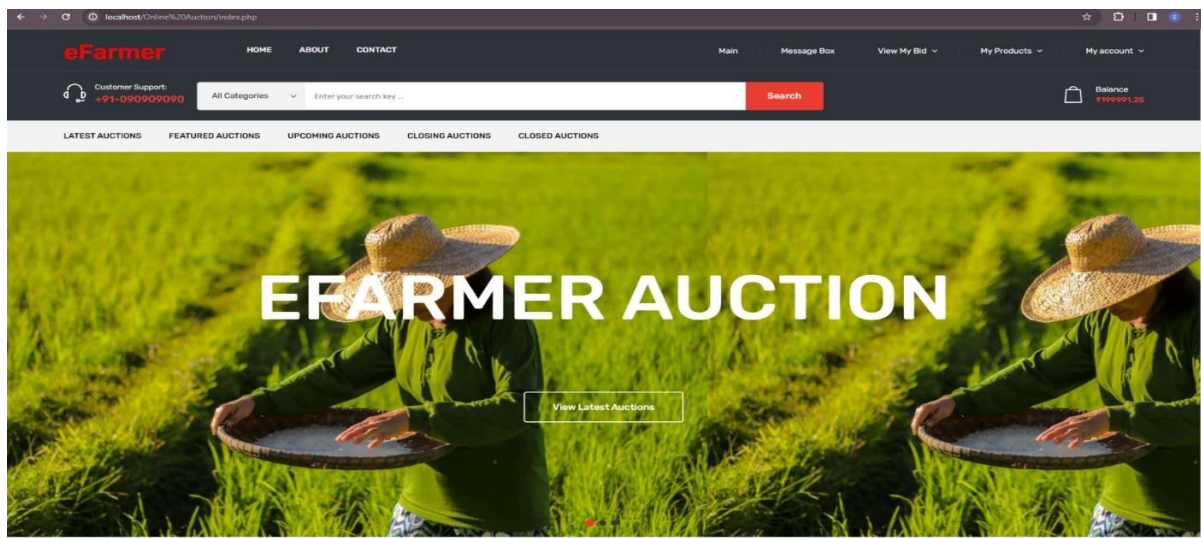 localhost/Online%20Auction/index.php
eFarmer HOME ABOUT CONTACT Main Message Box View My Bid My Products My account
Customer Support:
+91-090909090
All Categories Enter your search key ... Search
Balance
₹199991.25
LATEST AUCTIONS FEATURED AUCTIONS UPCOMING AUCTIONS CLOSING AUCTIONS CLOSED AUCTIONS
EFARMER AUCTION
View Latest Auctions